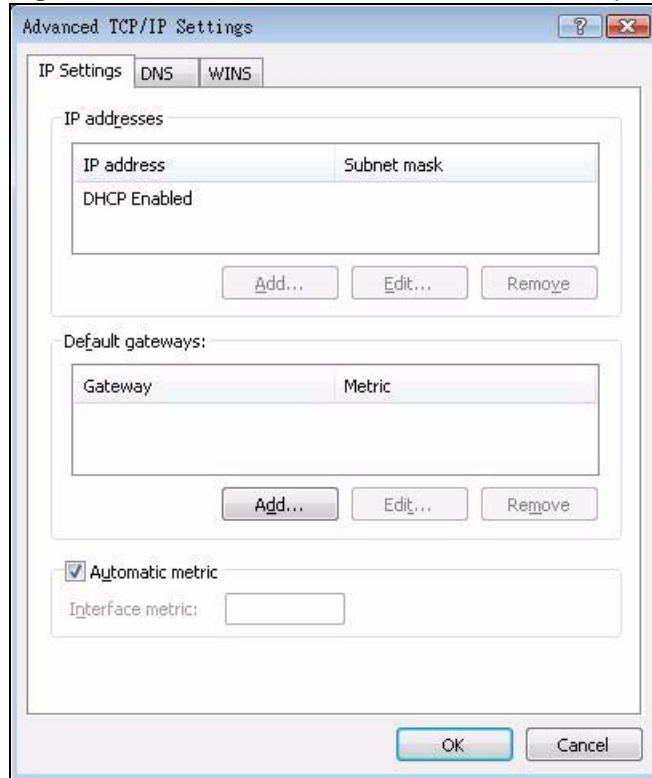 Advanced TCP/IP Settings
IP Settings DNS WINS
IP addresses
IP address Subnet mask
DHCP Enabled
Add... Edit... Remove
Default gateways:
Gateway Metric
Add... Edit... Remove
Automatic metric
Interface metric:
OK Cancel